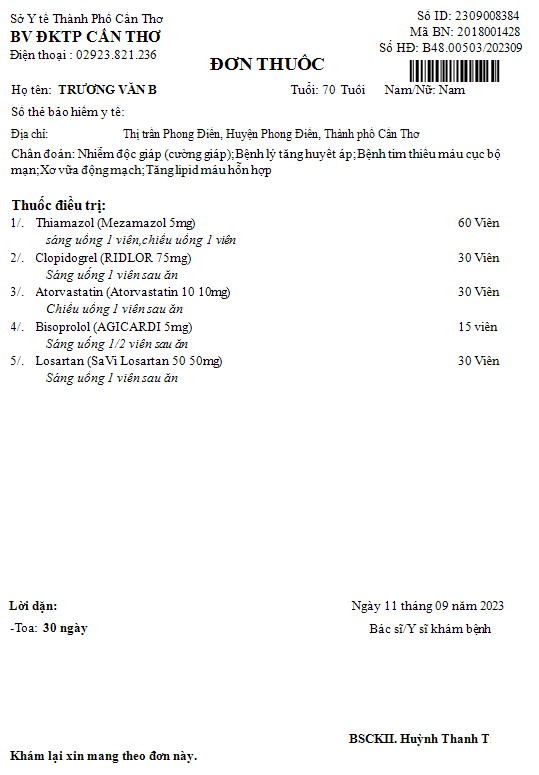 Sở Y tế Thành Phố Cần Thơ
BV ĐKTP CẦN THƠ
Điện thoại : 02923.821.236
Số ID: 2309008384
Mã BN: 2018001428
Số HĐ: B48.00503/202309
ĐƠN THUỐC
Họ tên: TRƯƠNG VĂN B Tuổi: 70 Tuổi Nam/Nữ: Nam
Số thẻ bảo hiểm y tế:
Địa chỉ: Thị trấn Phong Điền, Huyện Phong Điền, Thành phố Cần Thơ
Chẩn đoán: Nhiễm độc giáp (cường giáp);Bệnh lý tăng huyết áp;Bệnh tim thiếu máu cục bộ
mạn;Xơ vữa động mạch;Tăng lipid máu hỗn hợp
Thuốc điều trị:
1/. Thiamazol (Mezamazol 5mg) 60 Viên
sáng uống 1 viên,chiều uống 1 viên
2/. Clopidogrel (RIDLOR 75mg) 30 Viên
Sáng uống 1 viên sau ăn
3/. Atorvastatin (Atorvastatin 10 10mg) 30 Viên
Chiều uống 1 viên sau ăn
4/. Bisoprolol (AGICARDI 5mg) 15 viên
Sáng uống 1/2 viên sau ăn
5/. Losartan (SaVi Losartan 50 50mg) 30 Viên
Sáng uống 1 viên sau ăn
Lời dặn:
-Toa: 30 ngày
Ngày 11 tháng 09 năm 2023
Bác sĩ/Y sĩ khám bệnh
BSCKII. Huỳnh Thanh T
Khám lại xin mang theo đơn này.